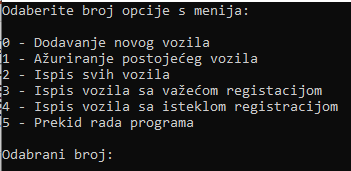 Odaberite broj opcije s menija:
0 - Dodavanje novog vozila
1 - Ažuriranje postojećeg vozila
2 - Ispis svih vozila
3 - Ispis vozila sa važećom registacijom
4 - Ispis vozila sa isteklom registracijom
5 - Prekid rada programa
Odabrani broj: